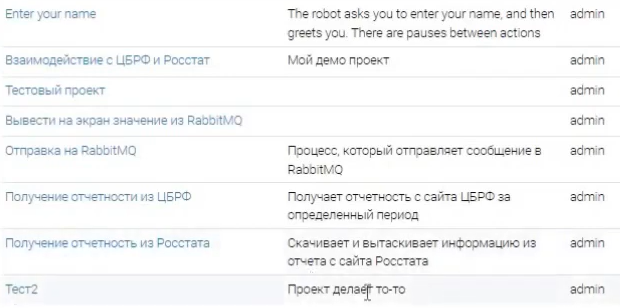 Enter your name The robot asks you to enter your name, and then admin
greets you. There are pauses between actions
Взаимодействие с ЦБРФ и Росстат Мой демо проект admin
Тестовый проект admin
Вывести на экран значение из RabbitMQ admin
Отправка на RabbitMQ Процесс, который отправляет сообщение в admin
RabbitMQ
Получение отчетности из ЦБРФ Получает отчетность с сайта ЦБРФ за admin
определенный период
Получение отчетность из Росстата Скачивает и вытаскивает информацию из admin
отчета с сайта Росстата
Тест2 Проект делает то-то admin